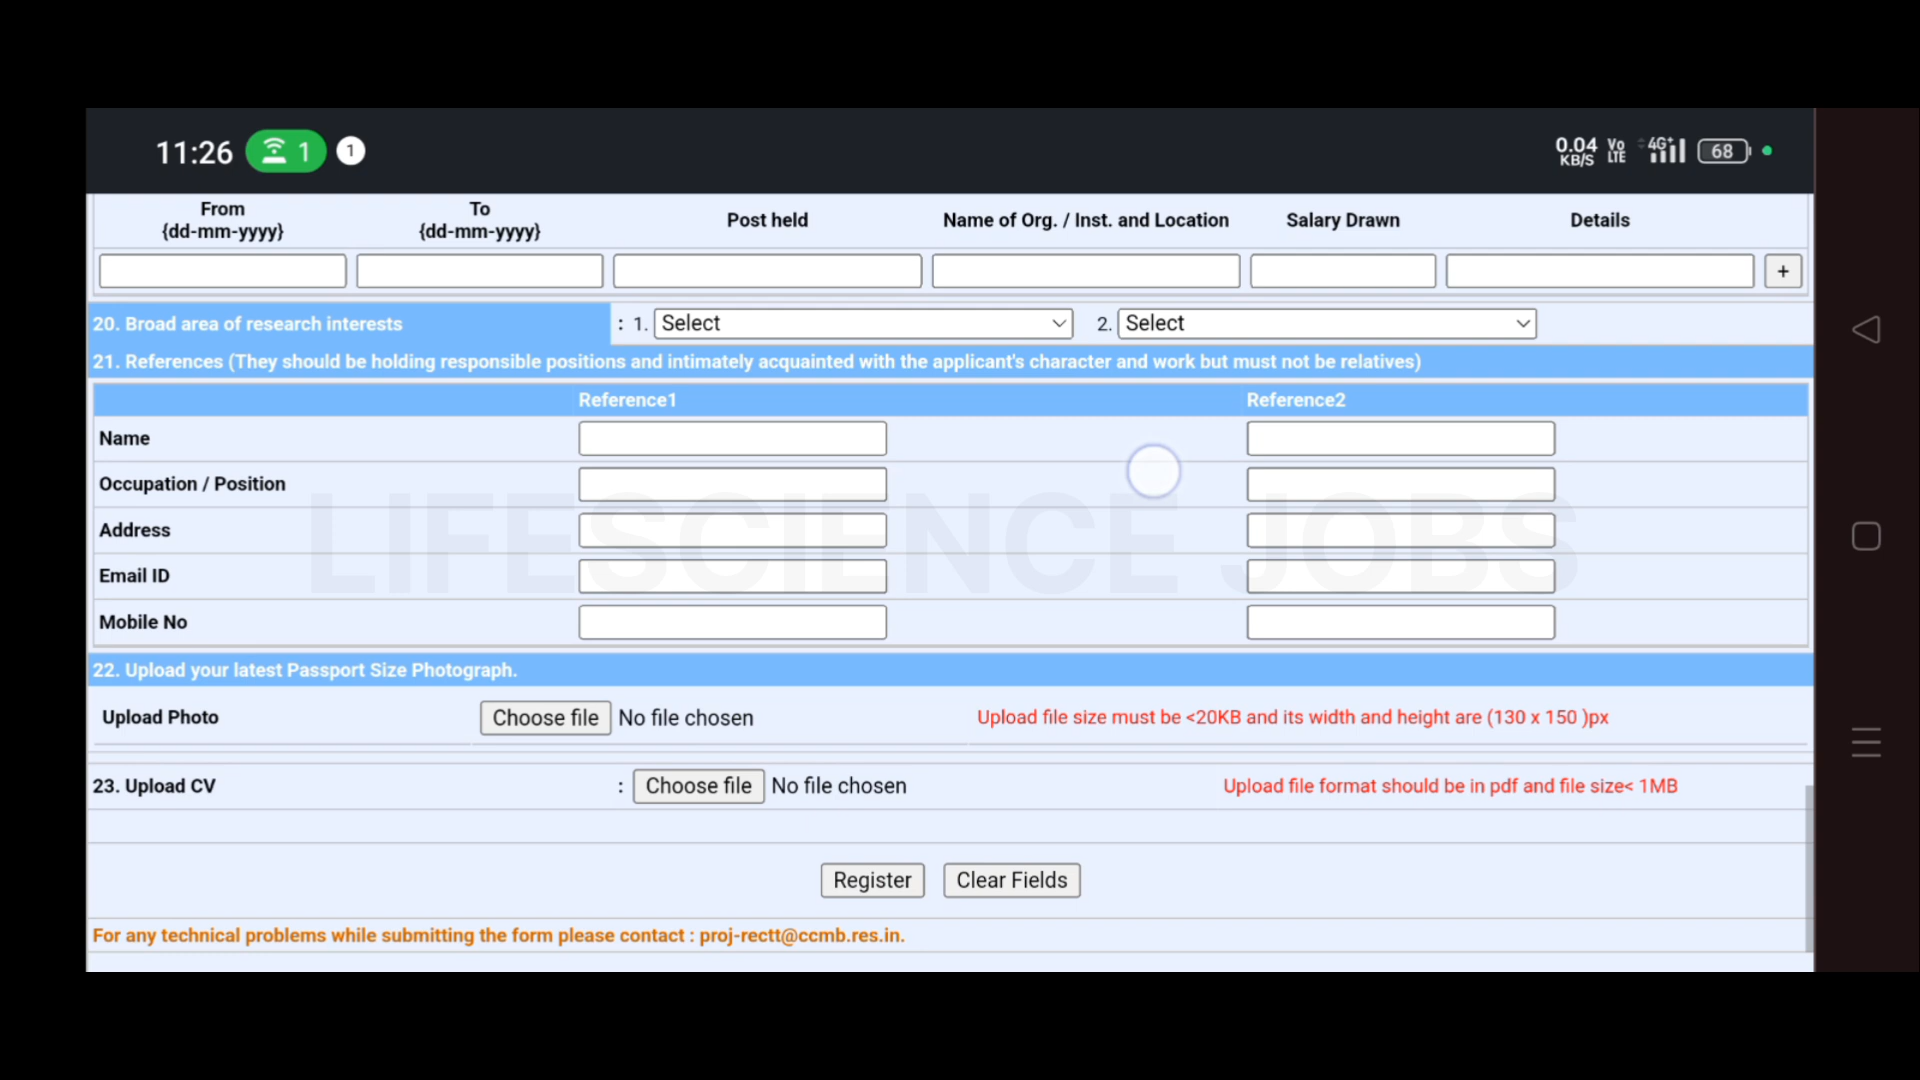 11:26 1 1 0.04 KB/S Vo LTE 4G+ 68
From {dd-mm-yyyy} To {dd-mm-yyyy} Post held Name of Org. / Inst. and Location Salary Drawn Details
+
20. Broad area of research interests : 1. Select 2. Select
21. References (They should be holding responsible positions and intimately acquainted with the applicant's character and work but must not be relatives)
Reference1 Reference2
Name
Occupation / Position
LIFESCIENCE JOBS
Address
Email ID
Mobile No
22. Upload your latest Passport Size Photograph.
Upload Photo Choose file No file chosen Upload file size must be <20KB and its width and height are (130 x 150 )px
23. Upload CV : Choose file No file chosen Upload file format should be in pdf and file size< 1MB
Register Clear Fields
For any technical problems while submitting the form please contact : proj-rectt@ccmb.res.in.